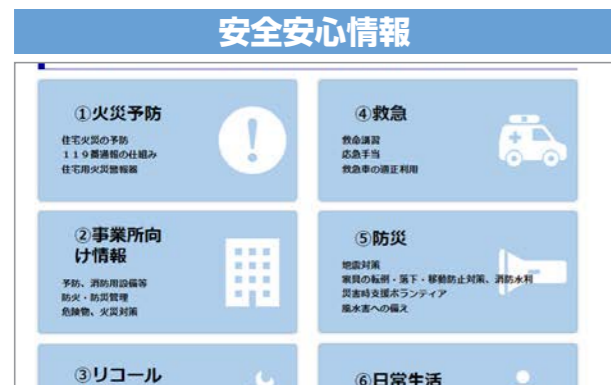 安全安心情報
①火災予防
住宅火災の予防
119番通報の仕組み
住宅用火災警報器
②事業所向
け情報
予防、消防用設備等
防火・防災管理
危険物、火災対策
③リコール
④救急
救命講習
応急手当
救急車の適正利用
⑤防災
地震対策
家具の転倒・落下・移動防止対策、消防水利
災害時支援ボランティア
風水害への備え
⑥日常生活